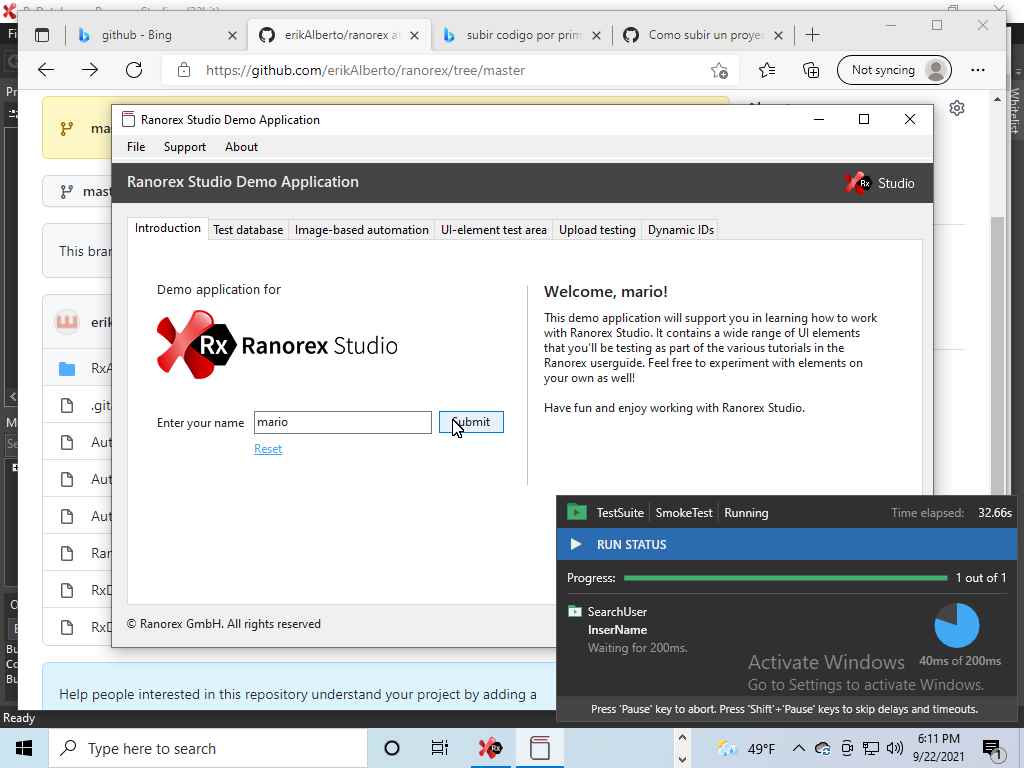 github - Bing
erikAlberto/ranorex at
subir codigo por prim
Como subir un proye
https://github.com/erikAlberto/ranorex/tree/master
Not syncing
Whitelist
Ranorex Studio Demo Application
File Support About
Ranorex Studio Demo Application
Rx Studio
Introduction Test database Image-based automation UI-element test area Upload testing Dynamic IDs
This bran
erik
RxA
.git
Aut
Aut
Aut
Ran
RxD
RxD
Demo application for
Rx Ranorex Studio
Enter your name mario Submit
Reset
Welcome, mario!
This demo application will support you in learning how to work
with Ranorex Studio. It contains a wide range of UI elements
that you'll be testing as part of the various tutorials in the
Ranorex userguide. Feel free to experiment with elements on
your own as well!
Have fun and enjoy working with Ranorex Studio.
© Ranorex GmbH. All rights reserved
TestSuite SmokeTest Running Time elapsed: 32.66s
RUN STATUS
Progress: 1 out of 1
SearchUser
InserName
Waiting for 200ms.
40ms of 200ms
Activate Windows
Go to Settings to activate Windows.
Press 'Pause' key to abort. Press 'Shift'+'Pause' keys to skip delays and timeouts.
Help people interested in this repository understand your project by adding a
Ready
Type here to search
49°F
6:11 PM
9/22/2021
1